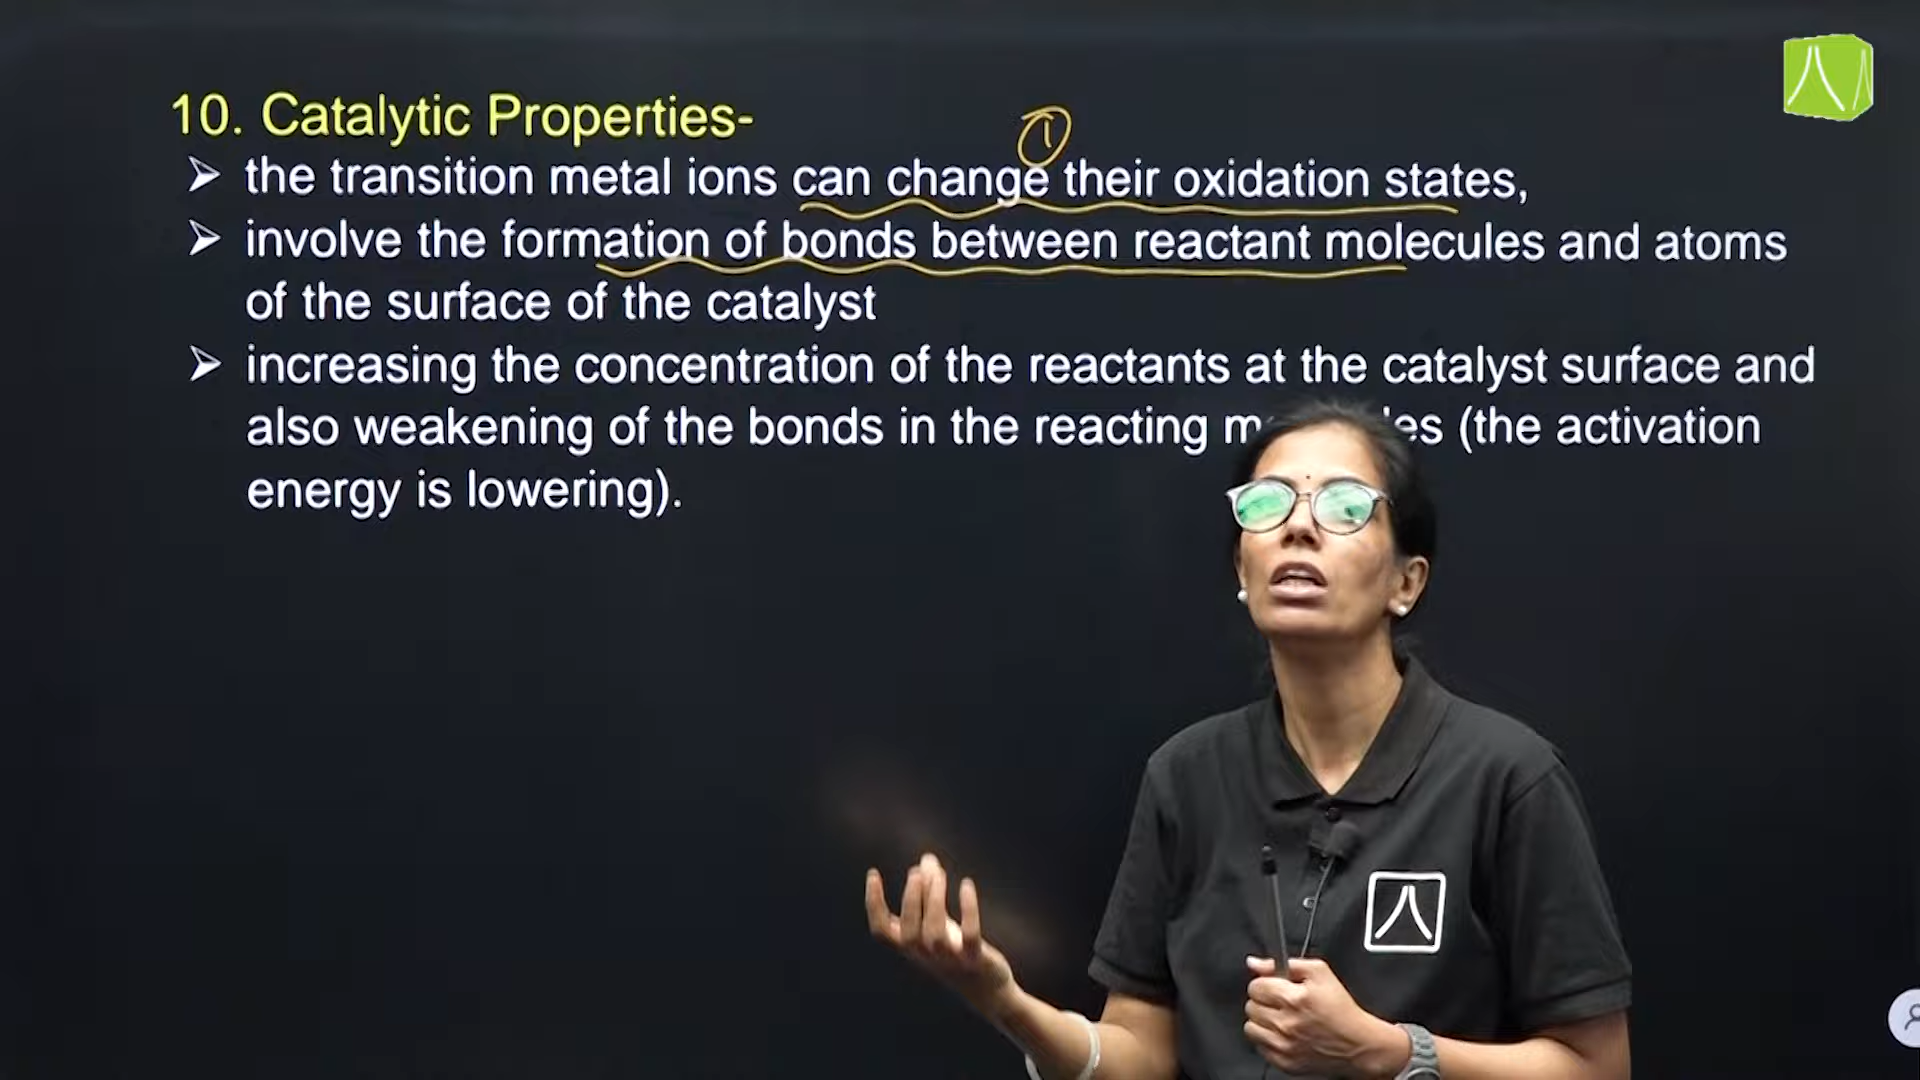 10. Catalytic Properties-
1
➢ the transition metal ions can change their oxidation states,
➢ involve the formation of bonds between reactant molecules and atoms
of the surface of the catalyst
➢ increasing the concentration of the reactants at the catalyst surface and
also weakening of the bonds in the reacting (the activation
energy is lowering).